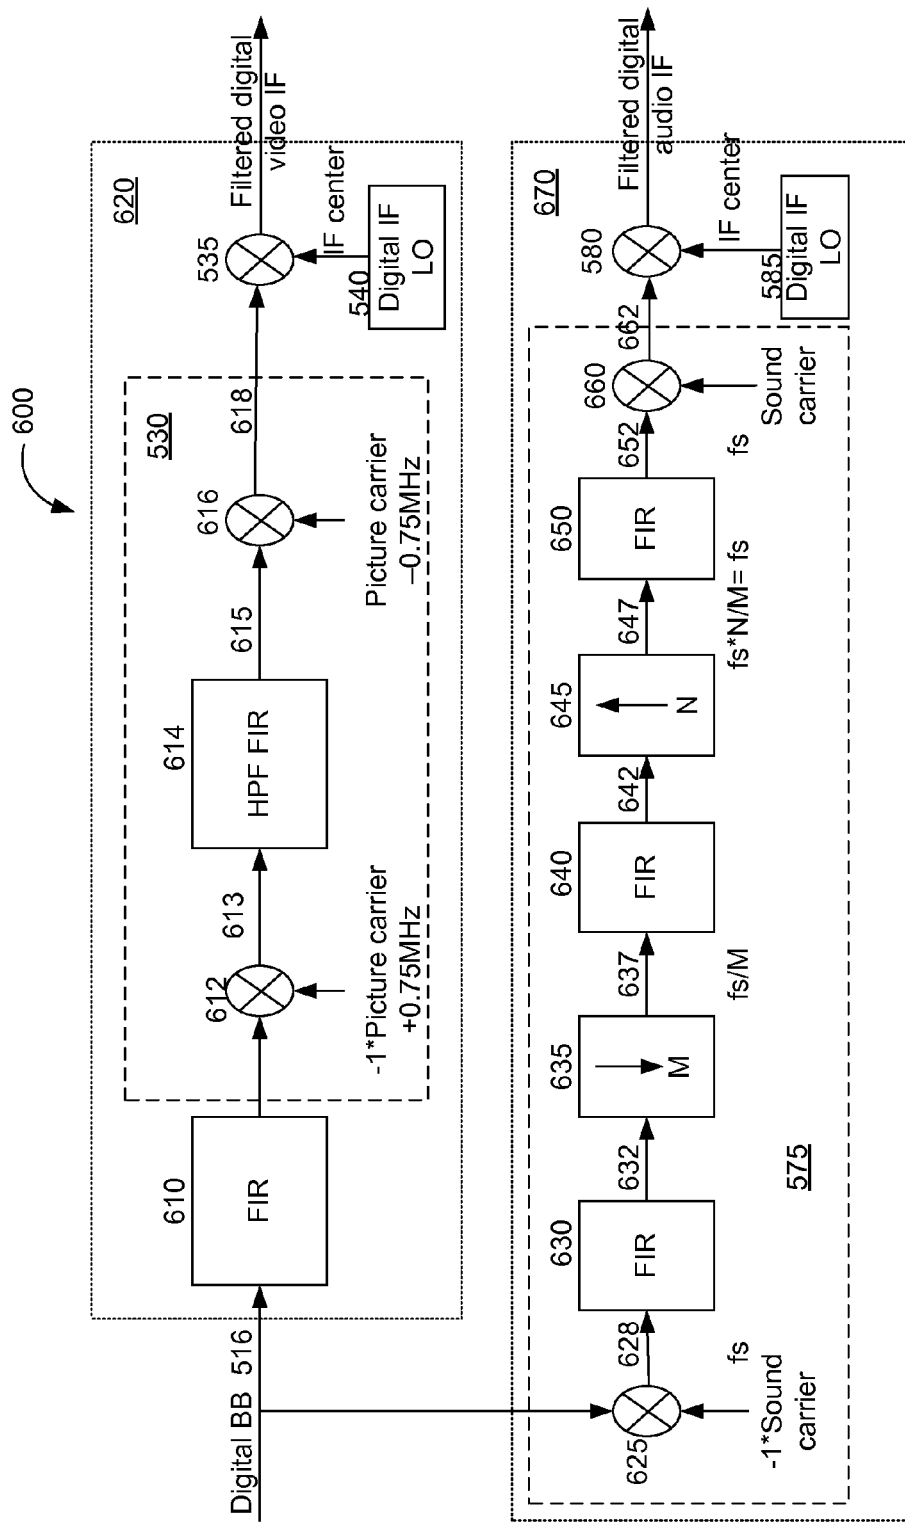 600
620
Digital BB
516
610
FIR
530
612
-1*Picture carrier
+0.75MHz
613
614
HPF FIR
615
616
Picture carrier
–0.75MHz
618
535
IF center
540
Digital IF
LO
Filtered digital
video IF
670
575
625
-1*Sound
carrier
fs
628
630
FIR
632
635
M
637
fs/M
640
FIR
642
645
N
647
fs*N/M= fs
650
FIR
652
fs
660
Sound
carrier
662
580
IF center
585
Digital IF
LO
Filtered digital
audio IF